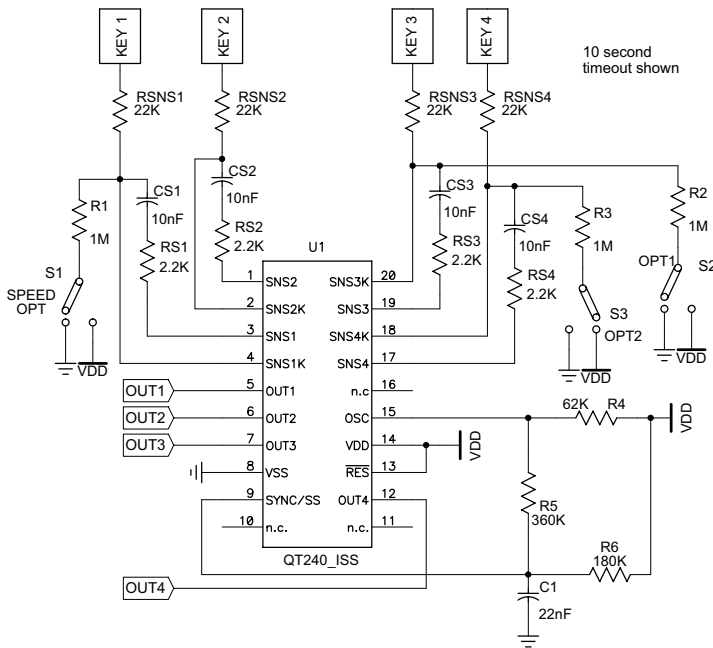 KEY 1
KEY 2
KEY 3
KEY 4
10 second
timeout shown
RSNS1
22K
RSNS2
22K
RSNS3
22K
RSNS4
22K
R1
1M
CS1
10nF
RS1
2.2K
CS2
10nF
RS2
2.2K
CS3
10nF
RS3
2.2K
CS4
10nF
RS4
2.2K
R3
1M
R2
1M
S1
SPEED
OPT
VDD
S3
OPT2
VDD
OPT1
S2
VDD
U1
1 SNS2
2 SNS2K
3 SNS1
4 SNS1K
5 OUT1
6 OUT2
7 OUT3
8 VSS
9 SYNC/SS
10 n.c.
SNS3K 20
SNS3 19
SNS4K 18
SNS4 17
n.c 16
OSC 15
VDD 14
RES 13
OUT4 12
n.c. 11
QT240_ISS
OUT1
OUT2
OUT3
OUT4
62K R4
VDD
VDD
R5
360K
R6
180K
C1
22nF